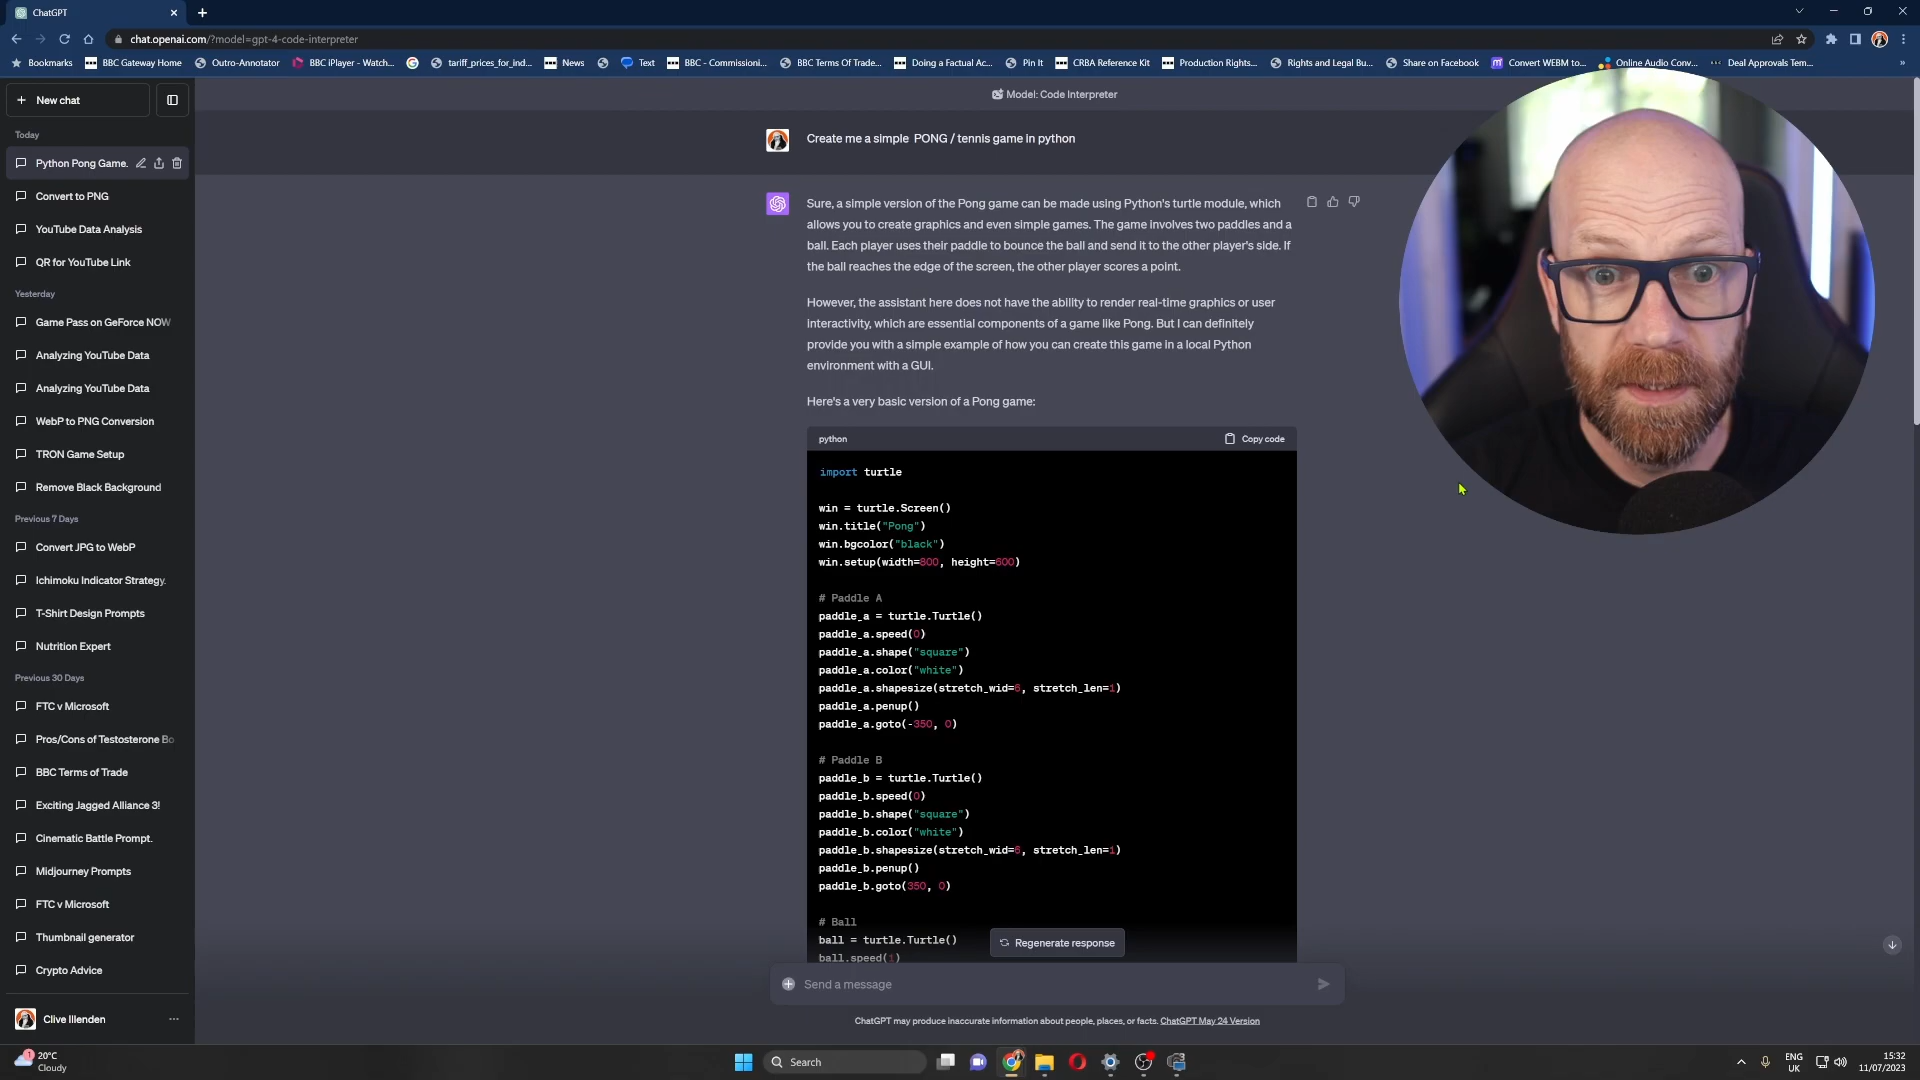 ChatGPT
chat.openai.com/?model=gpt-4-code-interpreter
Bookmarks
BBC Gateway Home
Outro-Annotator
BBC iPlayer - Watch...
tariff_prices_for_ind...
News
Text
BBC - Commissioni...
BBC Terms Of Trade...
Doing a Factual Ac...
Pin It
CRBA Reference Kit
Production Rights...
Rights and Legal Bu...
Share on Facebook
Convert WEBM to...
Online Audio Conv...
Deal Approvals Tem...
New chat
Today
Python Pong Game.
Convert to PNG
YouTube Data Analysis
QR for YouTube Link
Yesterday
Game Pass on GeForce NOW
Analyzing YouTube Data
Analyzing YouTube Data
WebP to PNG Conversion
TRON Game Setup
Remove Black Background
Previous 7 Days
Convert JPG to WebP
Ichimoku Indicator Strategy.
T-Shirt Design Prompts
Nutrition Expert
Previous 30 Days
FTC v Microsoft
Pros/Cons of Testosterone Bo
BBC Terms of Trade
Exciting Jagged Alliance 3!
Cinematic Battle Prompt.
Midjourney Prompts
FTC v Microsoft
Thumbnail generator
Crypto Advice
Clive Illenden
Model: Code Interpreter
Create me a simple PONG / tennis game in python
Sure, a simple version of the Pong game can be made using Python's turtle module, which
allows you to create graphics and even simple games. The game involves two paddles and a
ball. Each player uses their paddle to bounce the ball and send it to the other player's side. If
the ball reaches the edge of the screen, the other player scores a point.
However, the assistant here does not have the ability to render real-time graphics or user
interactivity, which are essential components of a game like Pong. But I can definitely
provide you with a simple example of how you can create this game in a local Python
environment with a GUI.
Here's a very basic version of a Pong game:
python
Copy code
import turtle
win = turtle.Screen()
win.title("Pong")
win.bgcolor("black")
win.setup(width=800, height=600)
# Paddle A
paddle_a = turtle.Turtle()
paddle_a.speed(0)
paddle_a.shape("square")
paddle_a.color("white")
paddle_a.shapesize(stretch_wid=6, stretch_len=1)
paddle_a.penup()
paddle_a.goto(-350, 0)
# Paddle B
paddle_b = turtle.Turtle()
paddle_b.speed(0)
paddle_b.shape("square")
paddle_b.color("white")
paddle_b.shapesize(stretch_wid=6, stretch_len=1)
paddle_b.penup()
paddle_b.goto(350, 0)
# Ball
ball = turtle.Turtle()
ball.speed(1)
Regenerate response
Send a message
ChatGPT may produce inaccurate information about people, places, or facts. ChatGPT May 24 Version
1
20°C
Cloudy
Search
ENG
UK
15:32
11/07/2023